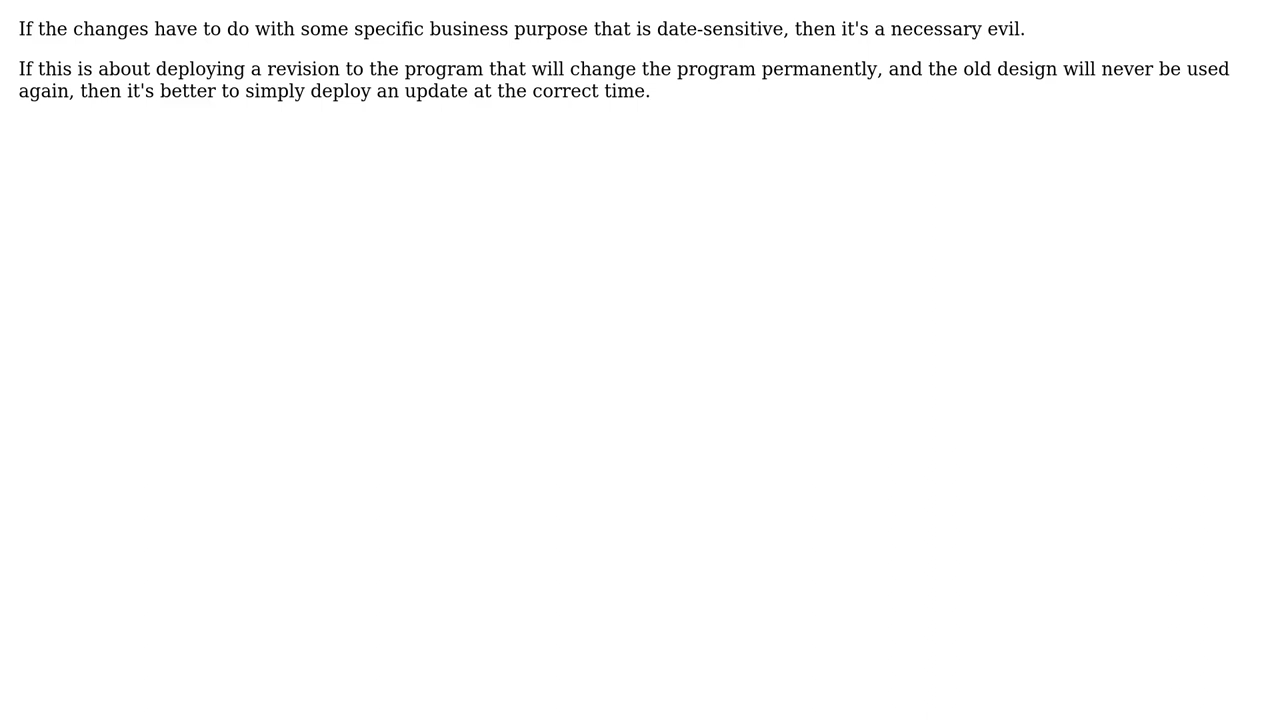 If the changes have to do with some specific business purpose that is date-sensitive, then it's a necessary evil.
If this is about deploying a revision to the program that will change the program permanently, and the old design will never be used
again, then it's better to simply deploy an update at the correct time.